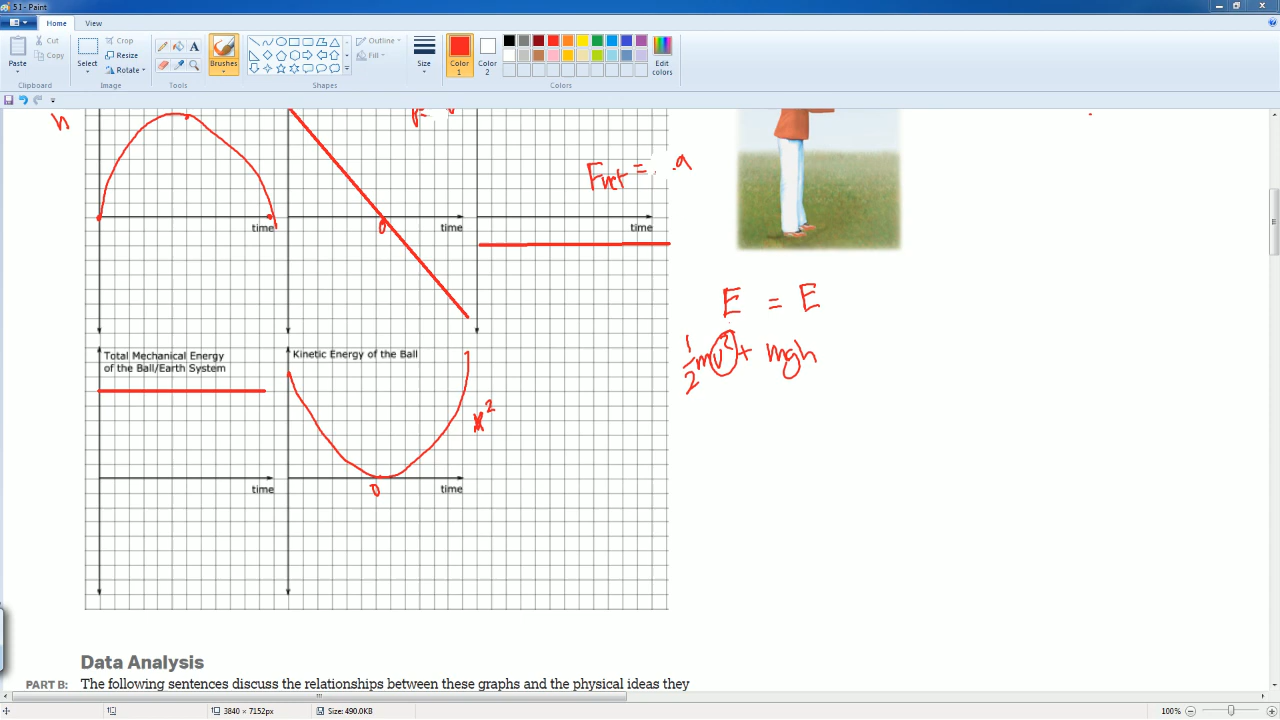 5 I - Paint
Home View
Paste
Cut
Copy
Clipboard
Select
Crop
Resize
Rotate
Image
A
Tools
Brushes
Outline
Fill
Shapes
Size
Color 1
Color 2
Edit colors
Colors
h
time
0
time
Fnet = a
time
E = E
1/2 mv² + mgh
Total Mechanical Energy
of the Ball/Earth System
time
Kinetic Energy of the Ball
x²
0
time
Data Analysis
PART B: The following sentences discuss the relationships between these graphs and the physical ideas they
3840 × 7152px
Size: 490.0KB
100%